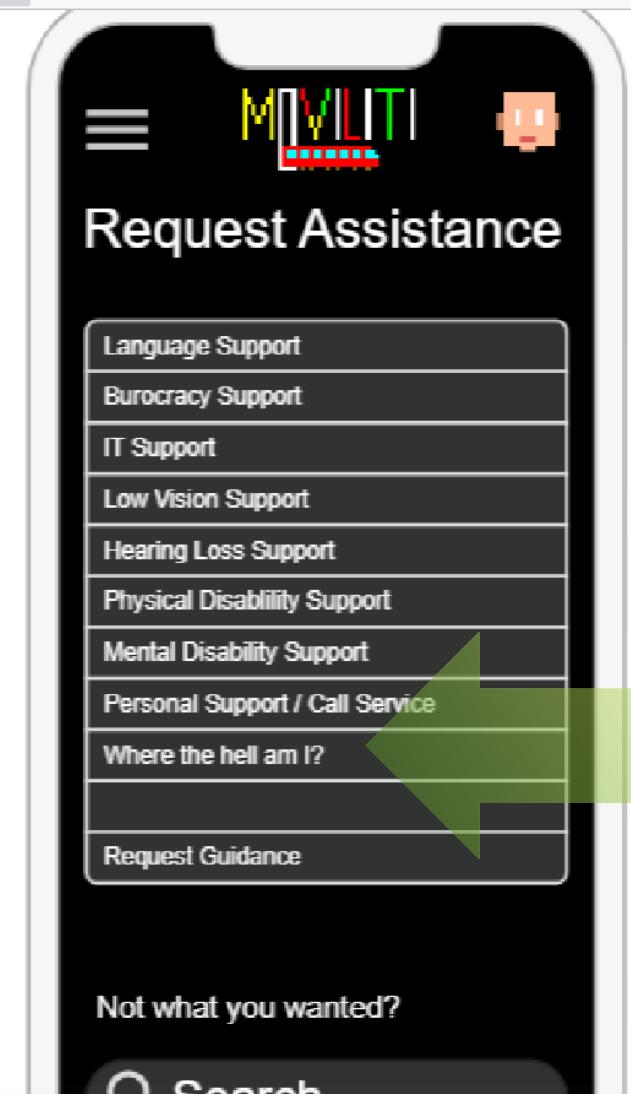 MOVILITI
Request Assistance
Language Support
Burocracy Support
IT Support
Low Vision Support
Hearing Loss Support
Physical Disablility Support
Mental Disability Support
Personal Support / Call Service
Where the hell am I?
Request Guidance
Not what you wanted?
Search